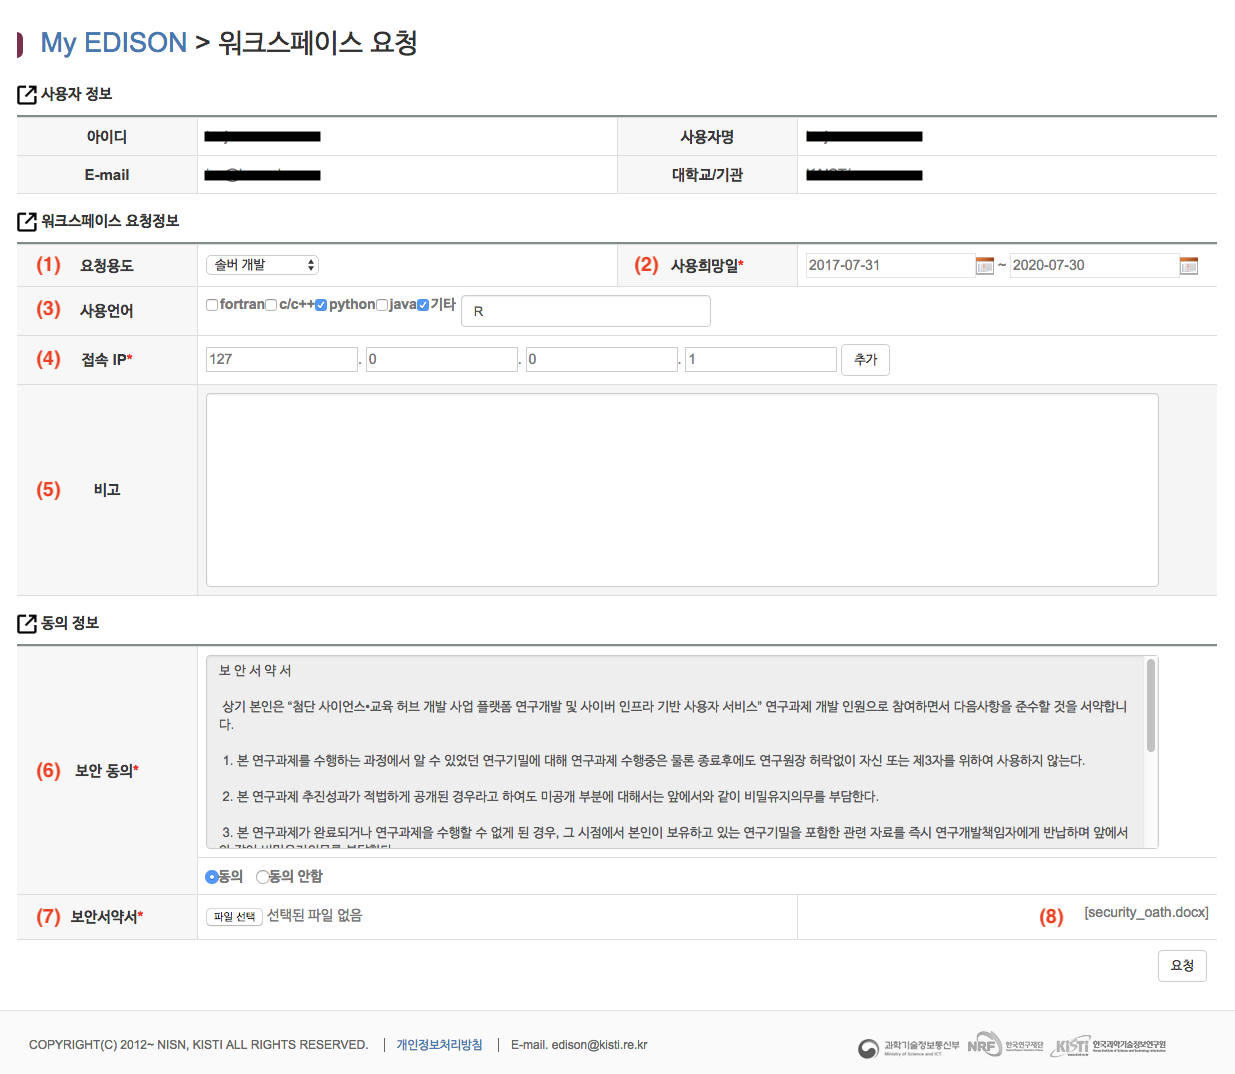 My EDISON > 워크스페이스 요청
사용자 정보
아이디
사용자명
E-mail
대학교/기관
워크스페이스 요청정보
(1) 요청용도 솔버 개발 (2) 사용희망일* 2017-07-31 ~ 2020-07-30
(3) 사용언어 fortran c/c++ python java 기타 R
(4) 접속 IP* 127 . 0 . 0 . 1 추가
(5) 비고
동의 정보
보 안 서 약 서
상기 본인은 “첨단 사이언스•교육 허브 개발 사업 플랫폼 연구개발 및 사이버 인프라 기반 사용자 서비스” 연구과제 개발 인원으로 참여하면서 다음사항을 준수할 것을 서약합니
다.
1. 본 연구과제를 수행하는 과정에서 알 수 있었던 연구기밀에 대해 연구과제 수행중은 물론 종료후에도 연구원장 허락없이 자신 또는 제3자를 위하여 사용하지 않는다.
(6) 보안 동의*
2. 본 연구과제 추진성과가 적법하게 공개된 경우라고 하여도 미공개 부분에 대해서는 앞에서와 같이 비밀유지의무를 부담한다.
3. 본 연구과제가 완료되거나 연구과제를 수행할 수 없게 된 경우, 그 시점에서 본인이 보유하고 있는 연구기밀을 포함한 관련 자료를 즉시 연구개발책임자에게 반납하며 앞에서
동의 동의 안함
(7) 보안서약서* 파일 선택 선택된 파일 없음 (8) [security_oath.docx]
요청
COPYRIGHT(C) 2012~ NISN, KISTI ALL RIGHTS RESERVED. | 개인정보처리방침 | E-mail. edison@kisti.re.kr
과학기술정보통신부
Ministry of Science and ICT
NRF 한국연구재단
KiSTi 한국과학기술정보연구원